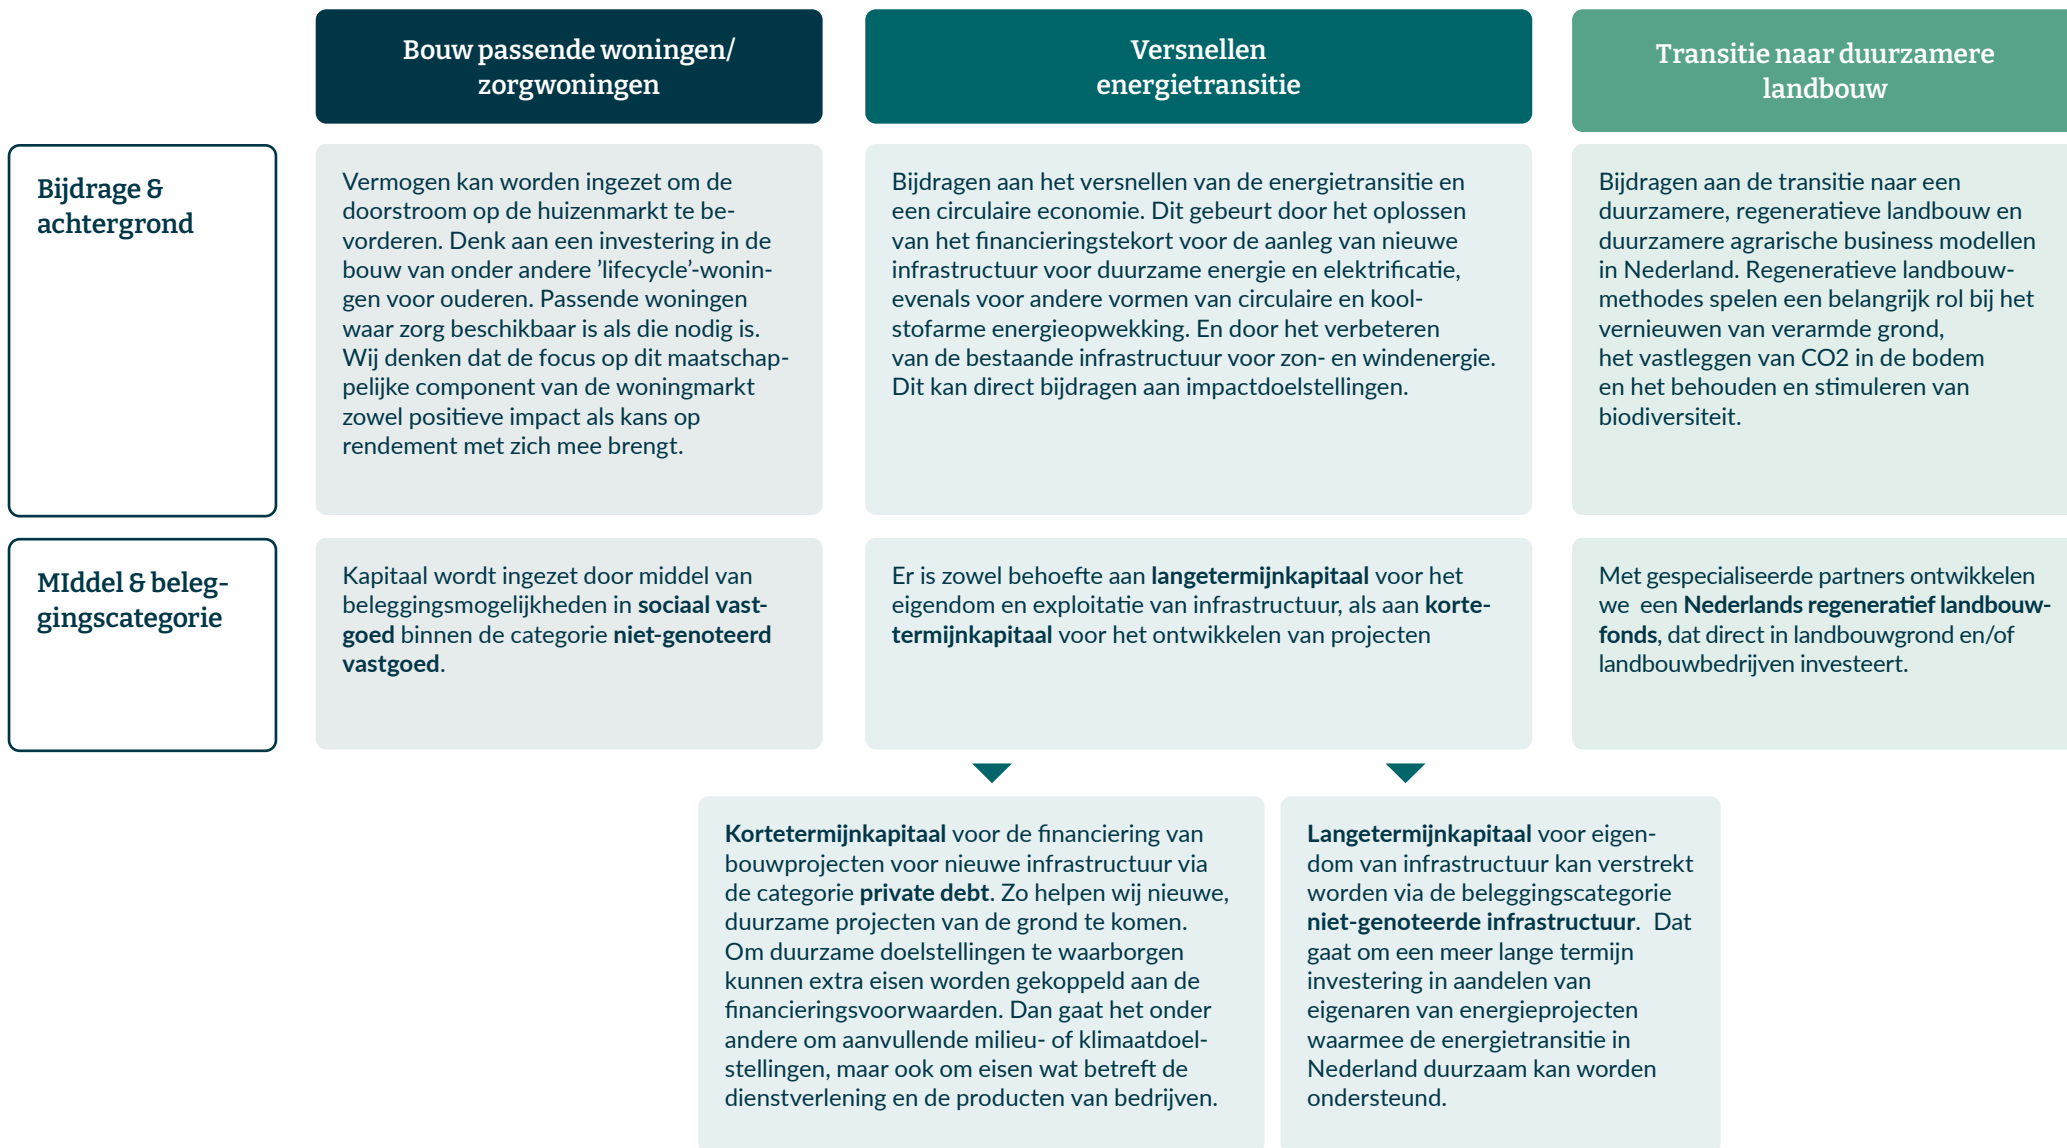 Bouw passende woningen/
zorgwoningen
Versnellen
energietransitie
Transitie naar duurzamere
landbouw
Bijdrage &
achtergrond
Vermogen kan worden ingezet om de
doorstroom op de huizenmarkt te be-
vorderen. Denk aan een investering in de
bouw van onder andere 'lifecycle'-wonin-
gen voor ouderen. Passende woningen
waar zorg beschikbaar is als die nodig is.
Wij denken dat de focus op dit maatschap-
pelijke component van de woningmarkt
zowel positieve impact als kans op
rendement met zich mee brengt.
Bijdragen aan het versnellen van de energietransitie en
een circulaire economie. Dit gebeurt door het oplossen
van het financieringstekort voor de aanleg van nieuwe
infrastructuur voor duurzame energie en elektrificatie,
evenals voor andere vormen van circulaire en kool-
stofarme energieopwekking. En door het verbeteren
van de bestaande infrastructuur voor zon- en windenergie.
Dit kan direct bijdragen aan impactdoelstellingen.
Bijdragen aan de transitie naar een
duurzamere, regeneratieve landbouw en
duurzamere agrarische business modellen
in Nederland. Regeneratieve landbouw-
methodes spelen een belangrijk rol bij het
vernieuwen van verarmde grond,
het vastleggen van CO2 in de bodem
en het behouden en stimuleren van
biodiversiteit.
MIddel & beleg-
gingscategorie
Kapitaal wordt ingezet door middel van
beleggingsmogelijkheden in sociaal vast-
goed binnen de categorie niet-genoteerd
vastgoed.
Er is zowel behoefte aan langetermijnkapitaal voor het
eigendom en exploitatie van infrastructuur, als aan korte-
termijnkapitaal voor het ontwikkelen van projecten
Met gespecialiseerde partners ontwikkelen
we een Nederlands regeneratief landbouw-
fonds, dat direct in landbouwgrond en/of
landbouwbedrijven investeert.
Kortetermijnkapitaal voor de financiering van
bouwprojecten voor nieuwe infrastructuur via
de categorie private debt. Zo helpen wij nieuwe,
duurzame projecten van de grond te komen.
Om duurzame doelstellingen te waarborgen
kunnen extra eisen worden gekoppeld aan de
financieringsvoorwaarden. Dan gaat het onder
andere om aanvullende milieu- of klimaatdoel-
stellingen, maar ook om eisen wat betreft de
dienstverlening en de producten van bedrijven.
Langetermijnkapitaal voor eigen-
dom van infrastructuur kan verstrekt
worden via de beleggingscategorie
niet-genoteerde infrastructuur. Dat
gaat om een meer lange termijn
investering in aandelen van
eigenaren van energieprojecten
waarmee de energietransitie in
Nederland duurzaam kan worden
ondersteund.